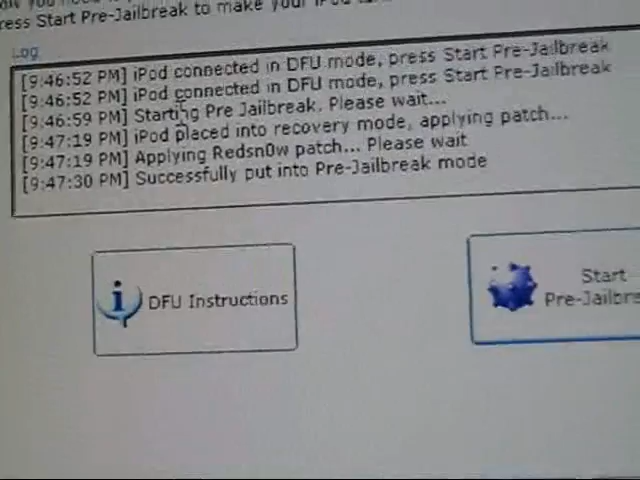 ress Start Pre-Jailbreak to make your iPod
Log
[9:46:52 PM] iPod connected in DFU mode, press Start Pre-Jailbreak
[9:46:52 PM] iPod connected in DFU mode, press Start Pre-Jailbreak
[9:46:59 PM] Starting Pre Jailbreak. Please wait...
[9:47:19 PM] iPod placed into recovery mode, applying patch...
[9:47:19 PM] Applying Redsn0w patch... Please wait
[9:47:30 PM] Successfully put into Pre-Jailbreak mode
DFU Instructions
Start
Pre-Jailbre